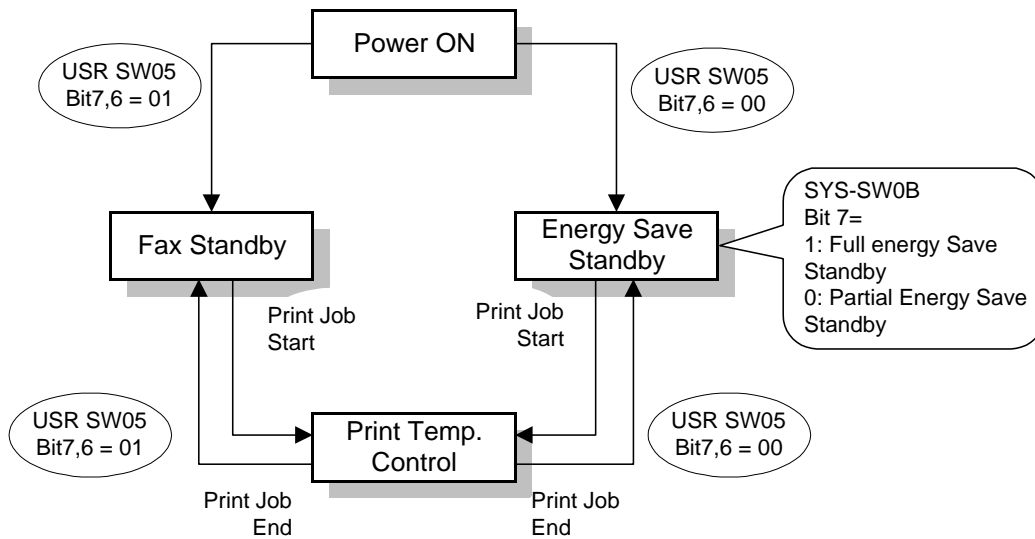 Power ON
USR SW05
Bit7,6 = 01
USR SW05
Bit7,6 = 00
Fax Standby
Energy Save
Standby
SYS-SW0B
Bit 7=
1: Full energy Save
Standby
0: Partial Energy Save
Standby
Print Job
Start
Print Job
Start
USR SW05
Bit7,6 = 01
Print Temp.
Control
USR SW05
Bit7,6 = 00
Print Job
End
Print Job
End